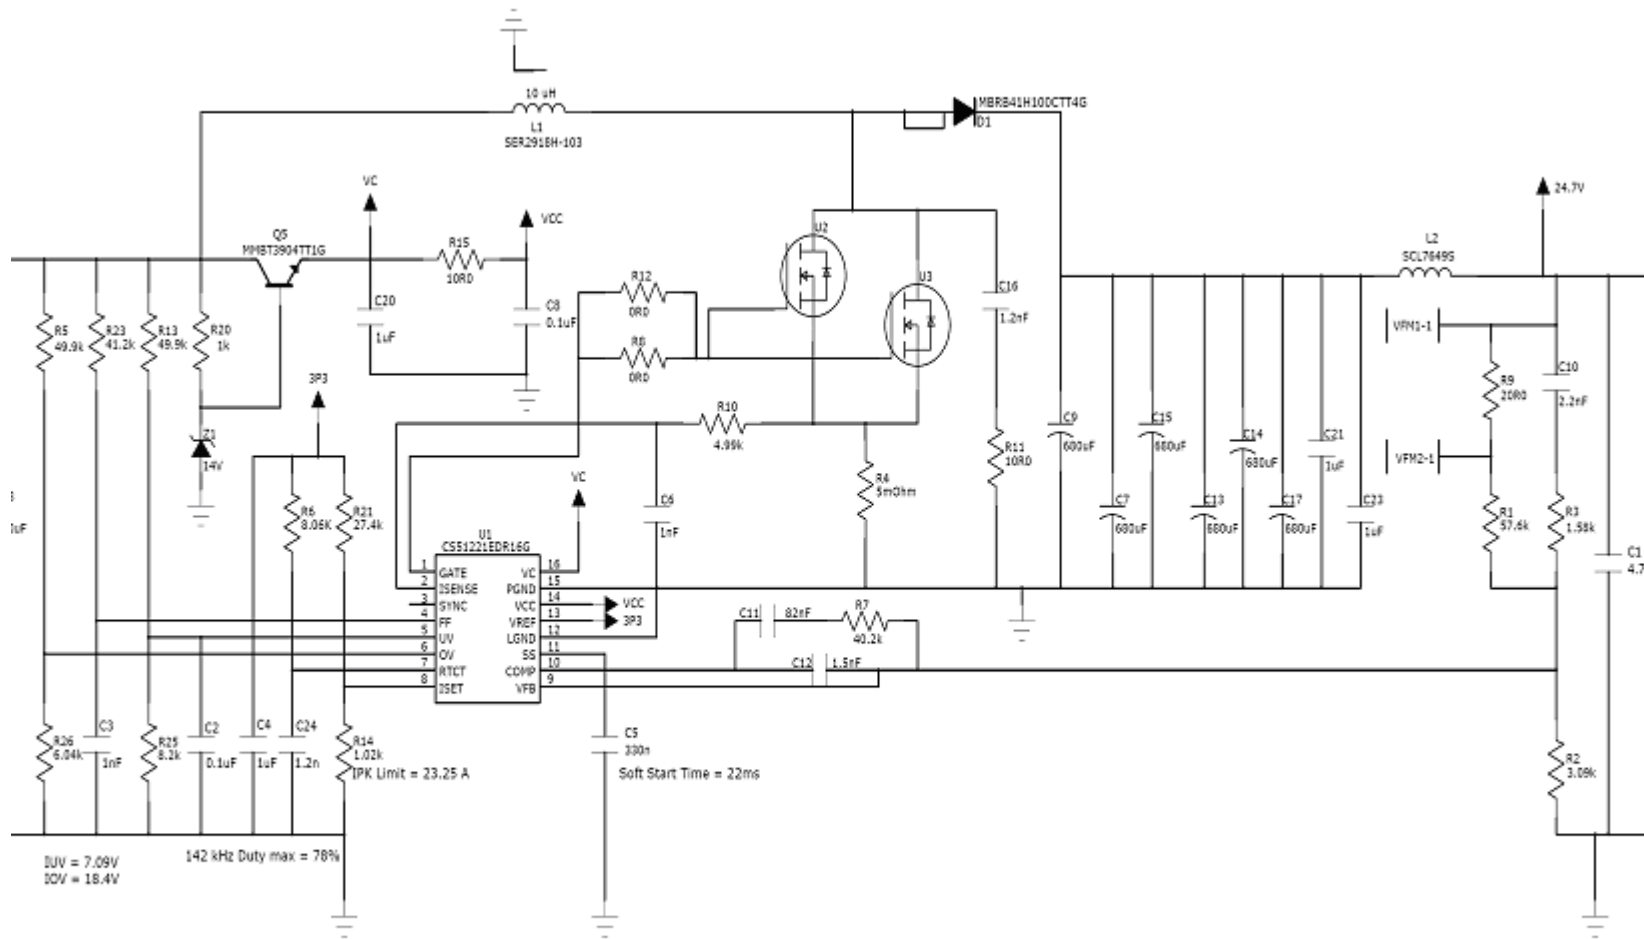 10 uH
L1
SER2918H-103
MBRB41H100CTT4G
D1
VC
VCC
24.7V
Q5
MMBT3904TT1G
R15
10R0
L2
SCL7649S
U2
U3
R12
0R0
R8
0R0
C20
1uF
C8
0.1uF
C16
1.2nF
R5
49.9k
R23
41.2k
R13
49.9k
R20
1k
VFM1-1
3P3
R9
20R0
C10
2.2nF
R10
4.99k
Z1
14V
C9
680uF
C15
680uF
C14
680uF
C21
1uF
R11
10R0
VFM2-1
VC
R4
5mOhm
R6
8.06K
R21
27.4k
C6
1nF
C7
680uF
C13
680uF
C17
680uF
C23
1uF
R1
57.6k
R3
1.58k
U1
CS51221EDR16G
C1
4.7
1 GATE VC 16
2 ISENSE PGND 15
3 SYNC VCC 14 VCC
4 FF VREF 13 3P3
5 UV LGND 12
6 OV SS 11
7 RTCT COMP 10
8 ISET VFB 9
C11 82nF
R7
40.2k
C12 1.5nF
R26
6.04k
C3
1nF
R25
8.2k
C2
0.1uF
C4
1uF
C24
1.2n
R14
1.02k
IPK Limit = 23.25 A
C5
330n
Soft Start Time = 22ms
R2
3.09k
142 kHz Duty max = 78%
IUV = 7.09V
IOV = 18.4V